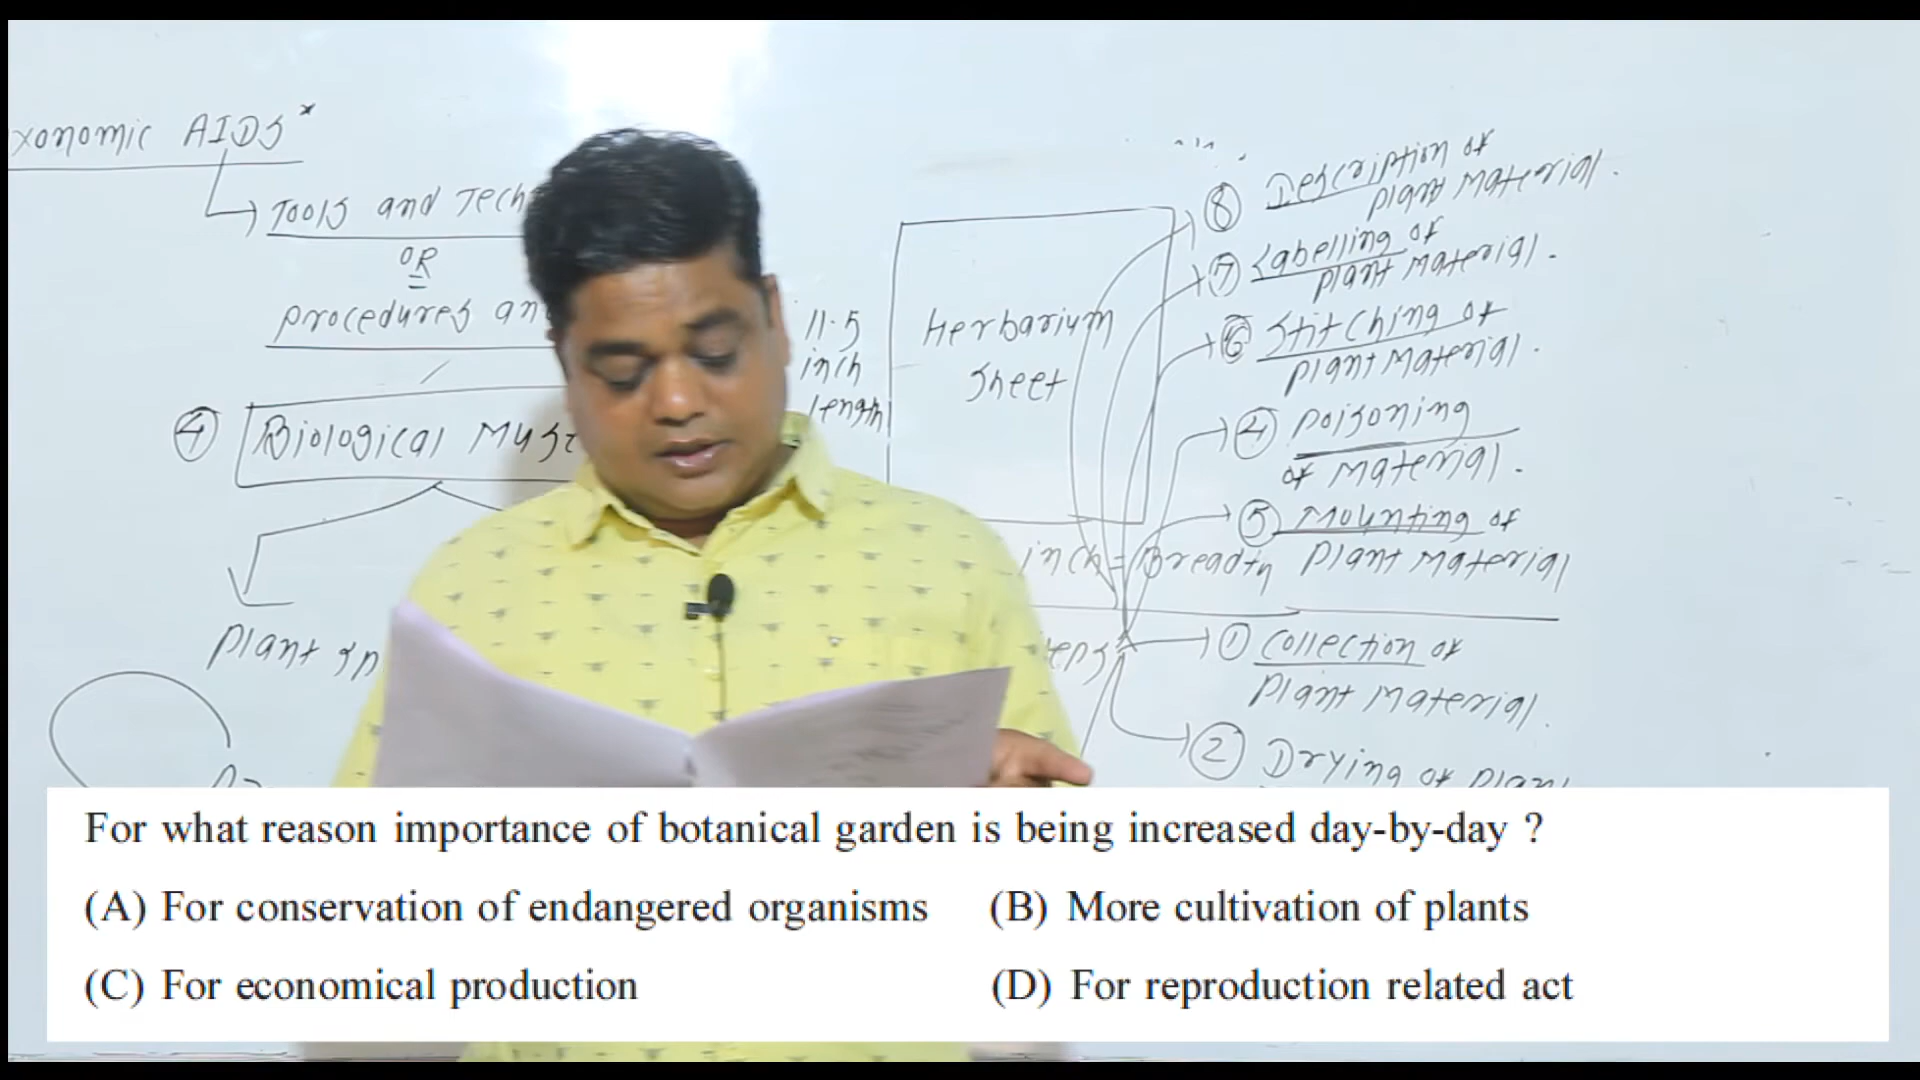 xonomic AIDS*
Tools and Tech
OR
procedures an
4 Biological Muse
plant sp
11.5
inch
length
Herbarium
Sheet
inch = Breadth
teps
8 Description of
plant Material.
7 Labelling of
plant Material.
6 Stitching of
plant Material.
4 poisoning
of Material.
5 Mounting of
plant Material
1 Collection of
plant Material.
2 Drying of plan
For what reason importance of botanical garden is being increased day-by-day ?
(A) For conservation of endangered organisms (B) More cultivation of plants
(C) For economical production (D) For reproduction related act